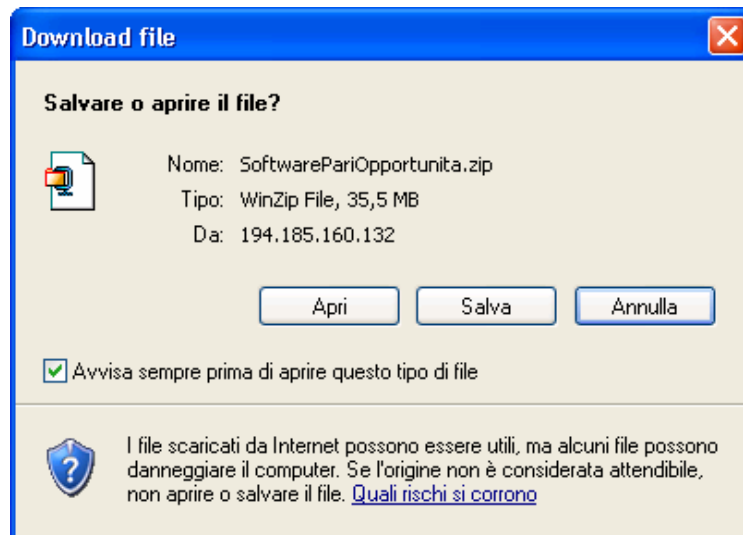 Download file
Salvare o aprire il file?
Nome: SoftwarePariOpportunita.zip
Tipo: WinZip File, 35,5 MB
Da: 194.185.160.132
Apri Salva Annulla
Avvisa sempre prima di aprire questo tipo di file
I file scaricati da Internet possono essere utili, ma alcuni file possono
danneggiare il computer. Se l'origine non è considerata attendibile,
non aprire o salvare il file. Quali rischi si corrono